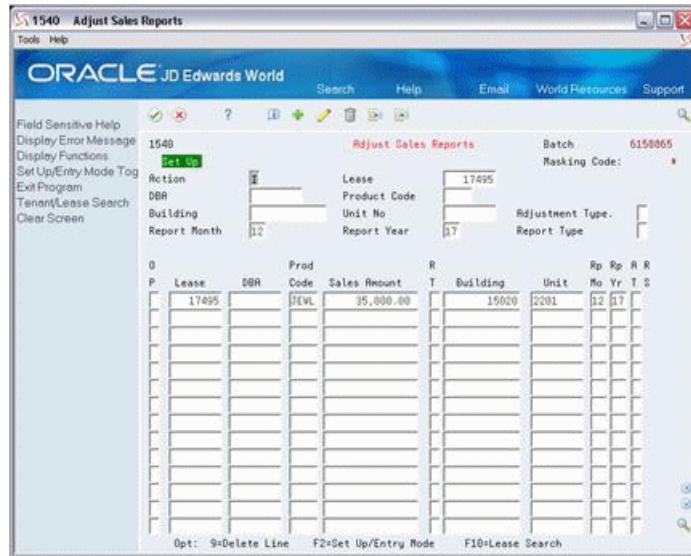 1540 Adjust Sales Reports
Tools Help
ORACLE JD Edwards World
Search Help Email World Resources Support
Field Sensitive Help
Display Error Message
Display Functions
Set Up/Entry Mode Tog
Exit Program
Tenant/Lease Search
Clear Screen
1540 Adjust Sales Reports Batch 6158865
Set Up Masking Code:
Action I Lease 17495
DBA Product Code
Building Unit No Adjustment Type.
Report Month 12 Report Year 17 Report Type
O Prod R Rp Rp A R
P Lease DBA Code Sales Amount T Building Unit Mo Yr T S
17495 JEWL 35,000.00 15020 2201 12 17
Opt: 9=Delete Line F2=Set Up/Entry Mode F10=Lease Search